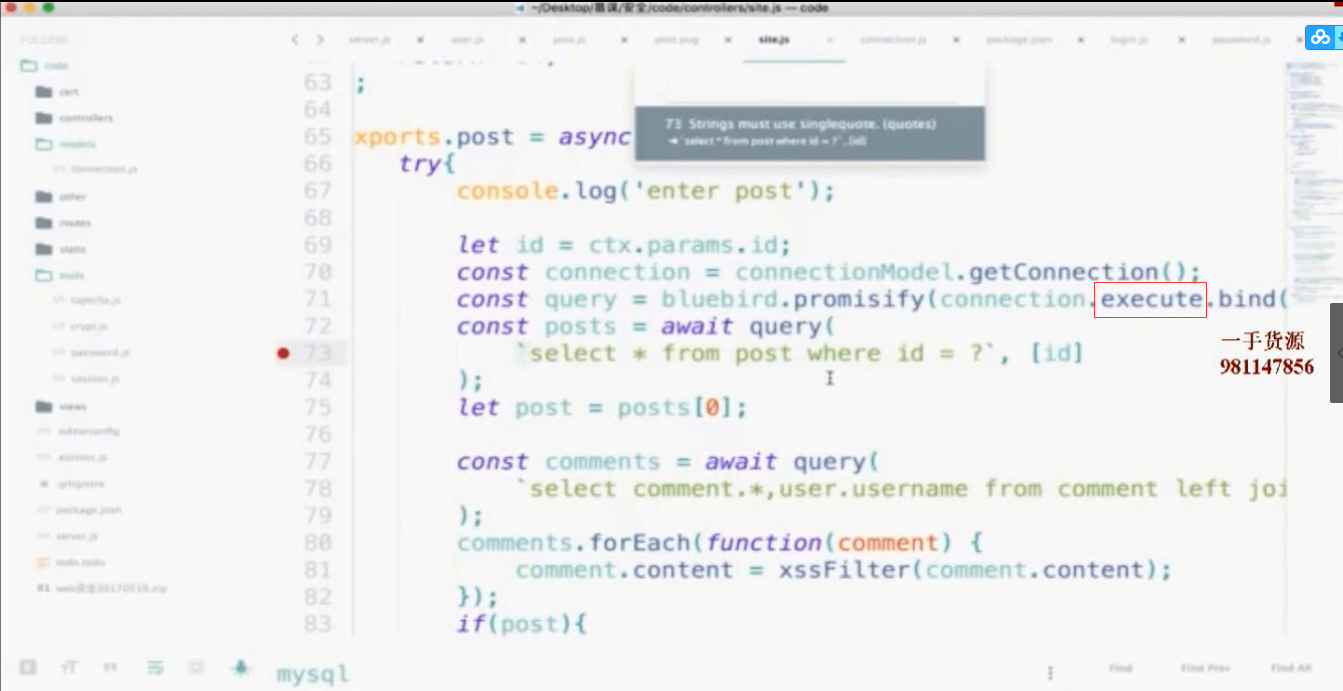 ~/Desktop/慕课/安全/code/controllers/site.js — code
FOLDERS
code
cert
controllers
models
connection.js
other
routes
static
tools
captcha.js
crypt.js
password.js
session.js
views
.editorconfig
.eslintrc.js
.gitignore
package.json
server.js
todo.todo
web安全20170519.zip
server.js
user.js
post.js
post.pug
site.js
connection.js
package.json
login.js
password.js
73 Strings must use singlequote. (quotes)
➜`select * from post where id = ?`, [id]
63 ;
64
65 xports.post = async
66 try{
67 console.log('enter post');
68
69 let id = ctx.params.id;
70 const connection = connectionModel.getConnection();
71 const query = bluebird.promisify(connection.execute.bind(
72 const posts = await query(
73 `select * from post where id = ?`, [id]
74 );
75 let post = posts[0];
76
77 const comments = await query(
78 `select comment.*,user.username from comment left joi
79 );
80 comments.forEach(function(comment) {
81 comment.content = xssFilter(comment.content);
82 });
83 if(post){
一手货源
981147856
mysql
Find
Find Prev
Find All